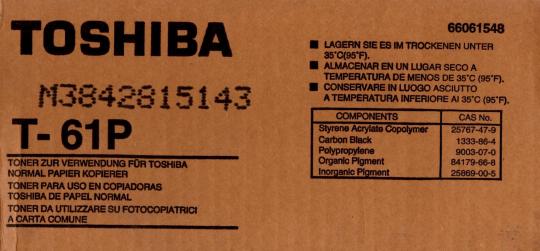 TOSHIBA
M3842815143
T- 61P
TONER ZUR VERWENDUNG FÜR TOSHIBA
NORMAL PAPIER KOPIERER
TONER PARA USO EN COPIADORAS
TOSHIBA DE PAPEL NORMAL
TONER DA UTILIZZARE SU FOTOCOPIATRICI
A CARTA COMUNE
66061548
■ LAGERN SIE ES IM TROCKENEN UNTER
35°C(95°F).
■ ALMACENAR EN UN LUGAR SECO A
TEMPERATURA DE MENOS DE 35°C (95°F).
■ CONSERVARE IN LUOGO ASCIUTTO
A TEMPERATURA INFERIORE AI 35°C (95°F).
COMPONENTS CAS No.
Styrene Acrylate Copolymer 25767-47-9
Carbon Black 1333-86-4
Polypropylene 9003-07-0
Organic Pigment 84179-66-8
Inorganic Pigment 25869-00-5